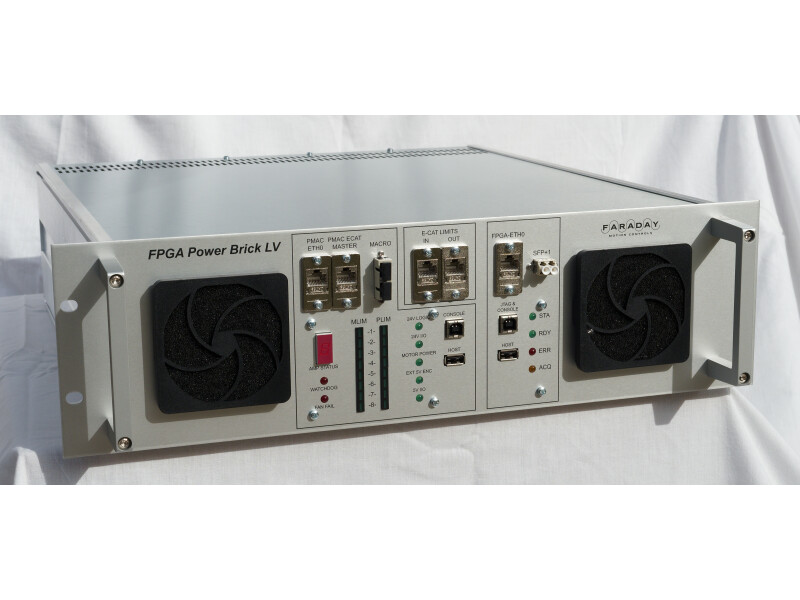 FPGA Power Brick LV
PMAC
ETH0
PMAC ECAT
MASTER
MACRO
E-CAT LIMITS
IN
OUT
FPGA-ETH0
SFP+1
FARADAY
MOTION CONTROLS
MLIM
PLIM
-1-
-2-
-3-
-4-
-5-
-6-
-7-
-8-
AMP STATUS
WATCHDOG
FAN FAIL
24V LOGIC
24V I/O
MOTOR POWER
EXT 5V ENC
5V I/O
CONSOLE
HOST
JTAG &
CONSOLE
HOST
STA
RDY
ERR
ACQ